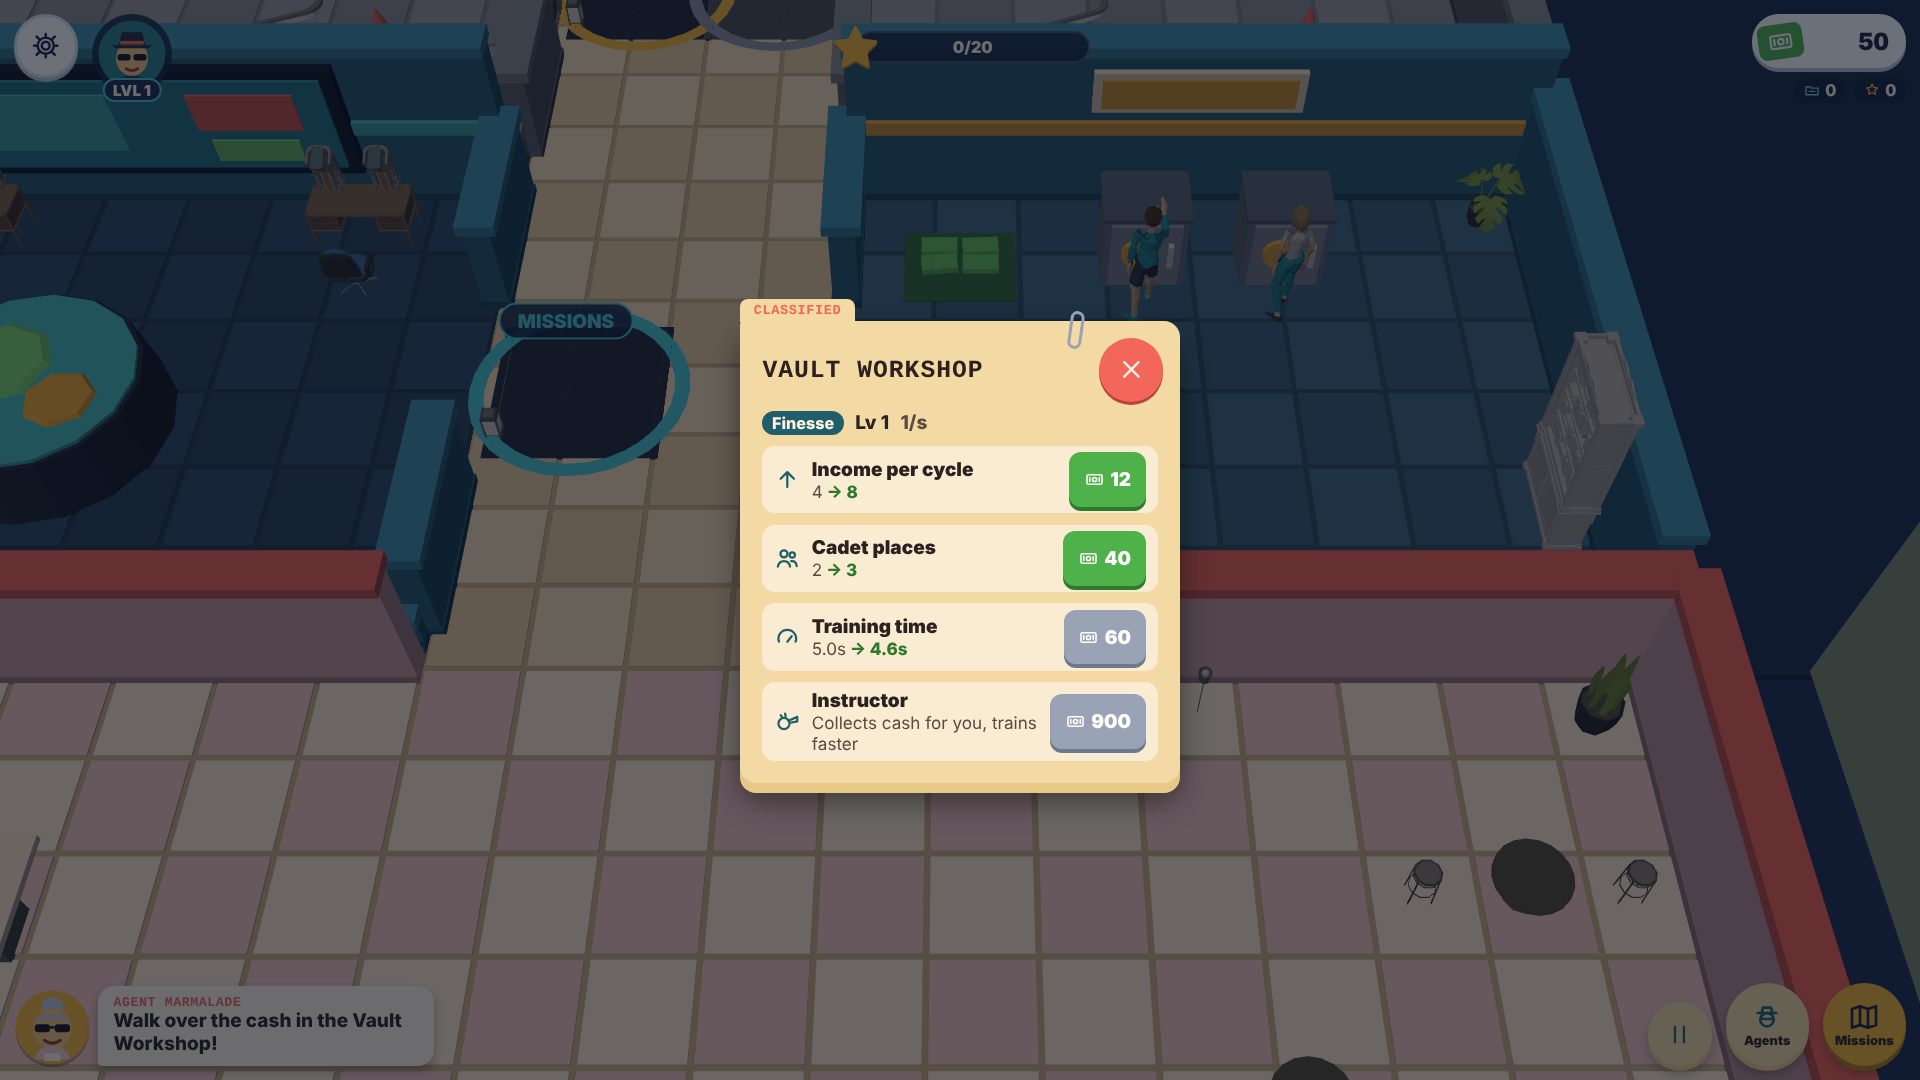 LVL 1
0/20
50
0
0
MISSIONS
CLASSIFIED
VAULT WORKSHOP
Finesse Lv 1 1/s
Income per cycle
4 → 8
12
Cadet places
2 → 3
40
Training time
5.0s → 4.6s
60
Instructor
Collects cash for you, trains
faster
900
AGENT MARMALADE
Walk over the cash in the Vault
Workshop!
Agents
Missions